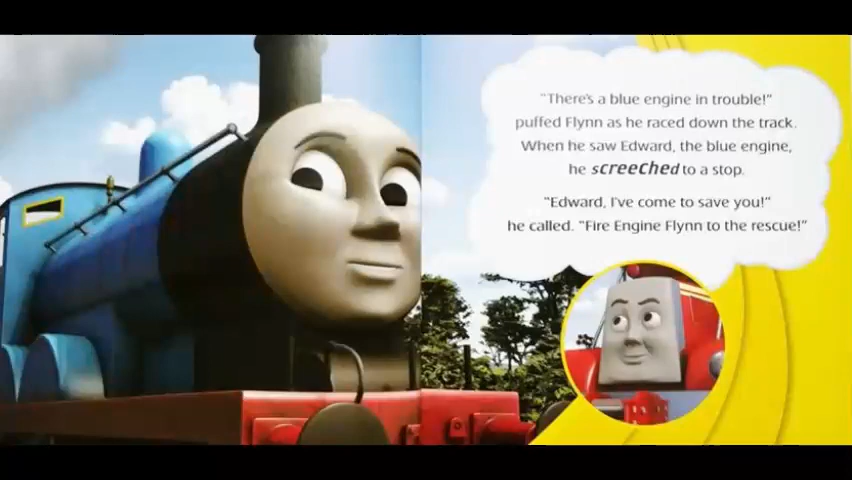 "There's a blue engine in trouble!"
puffed Flynn as he raced down the track.
When he saw Edward, the blue engine,
he screeched to a stop.
"Edward, I've come to save you!"
he called. "Fire Engine Flynn to the rescue!"